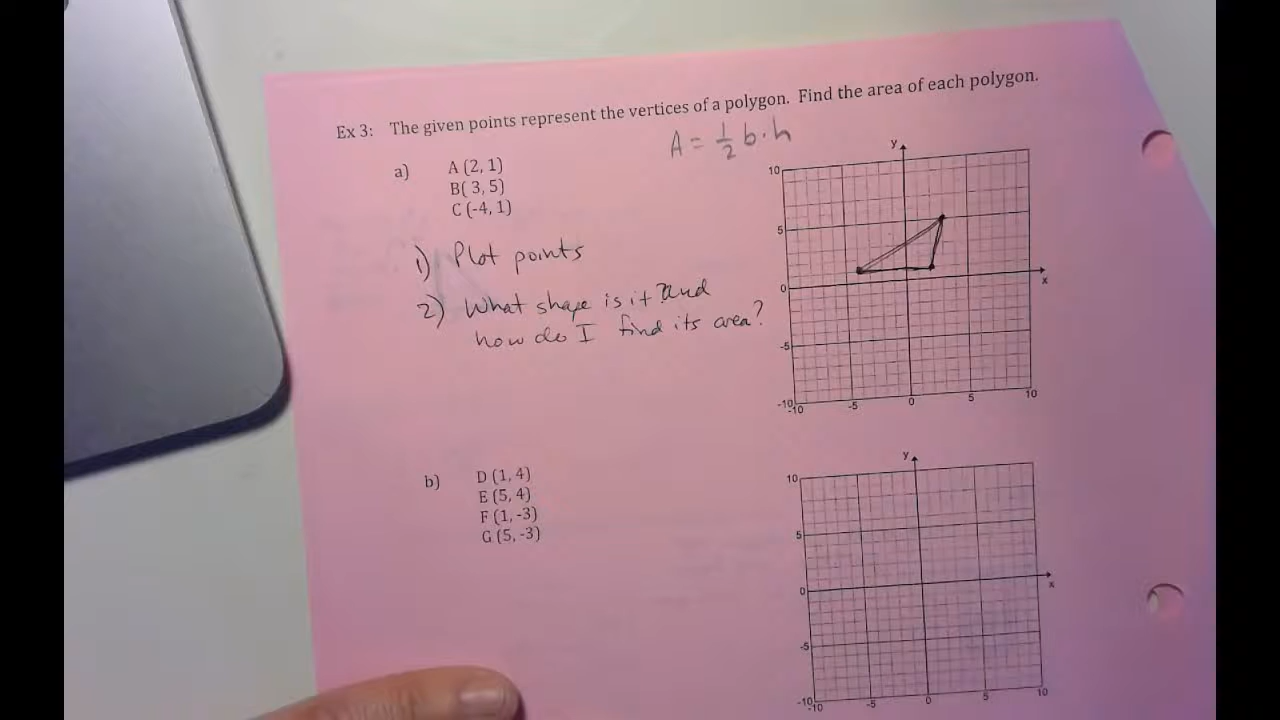 Ex 3: The given points represent the vertices of a polygon. Find the area of each polygon.
A = 1/2 b·h
a) A (2, 1)
B( 3, 5)
C (-4, 1)
1) Plot points
2) What shape is it and
how do I find its area?
y
10
5
0
-5
-10
-10 -5 0 5 10
x
b) D (1, 4)
E (5, 4)
F (1, -3)
G (5, -3)
y
10
5
0
-5
-10
-10 -5 0 5 10
x